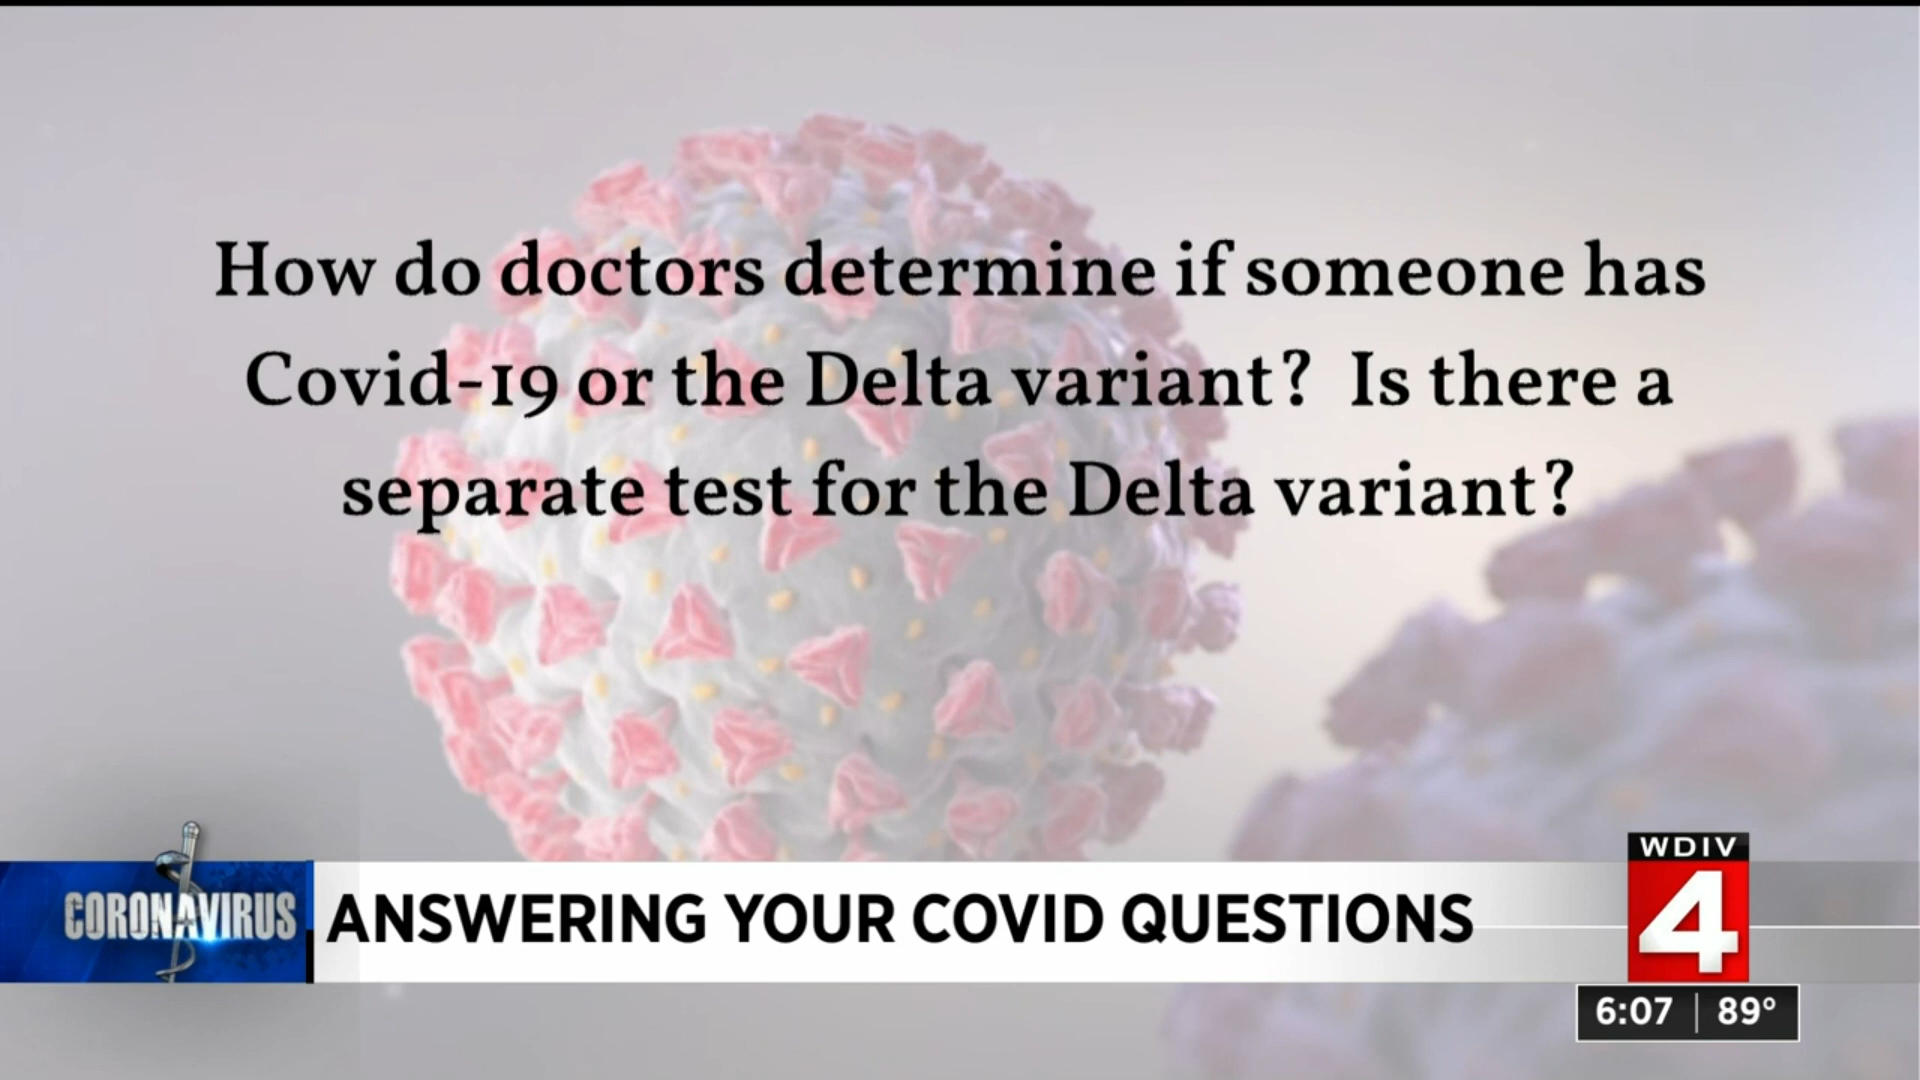 How do doctors determine if someone has
Covid-19 or the Delta variant?  Is there a
separate test for the Delta variant?
CORONAVIRUS
ANSWERING YOUR COVID QUESTIONS
WDIV
4
6:07 | 89°